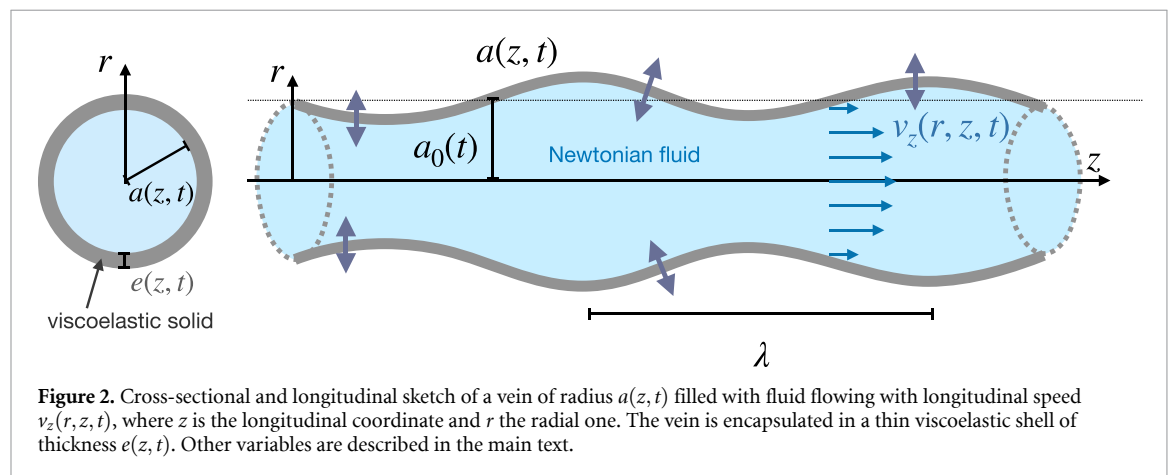 r
a(z, t)
e(z, t)
viscoelastic solid
r
a(z, t)
a₀(t)
Newtonian fluid
v_z(r, z, t)
z
λ
Figure 2. Cross-sectional and longitudinal sketch of a vein of radius a(z, t) filled with fluid flowing with longitudinal speed
v_z(r, z, t), where z is the longitudinal coordinate and r the radial one. The vein is encapsulated in a thin viscoelastic shell of
thickness e(z, t). Other variables are described in the main text.